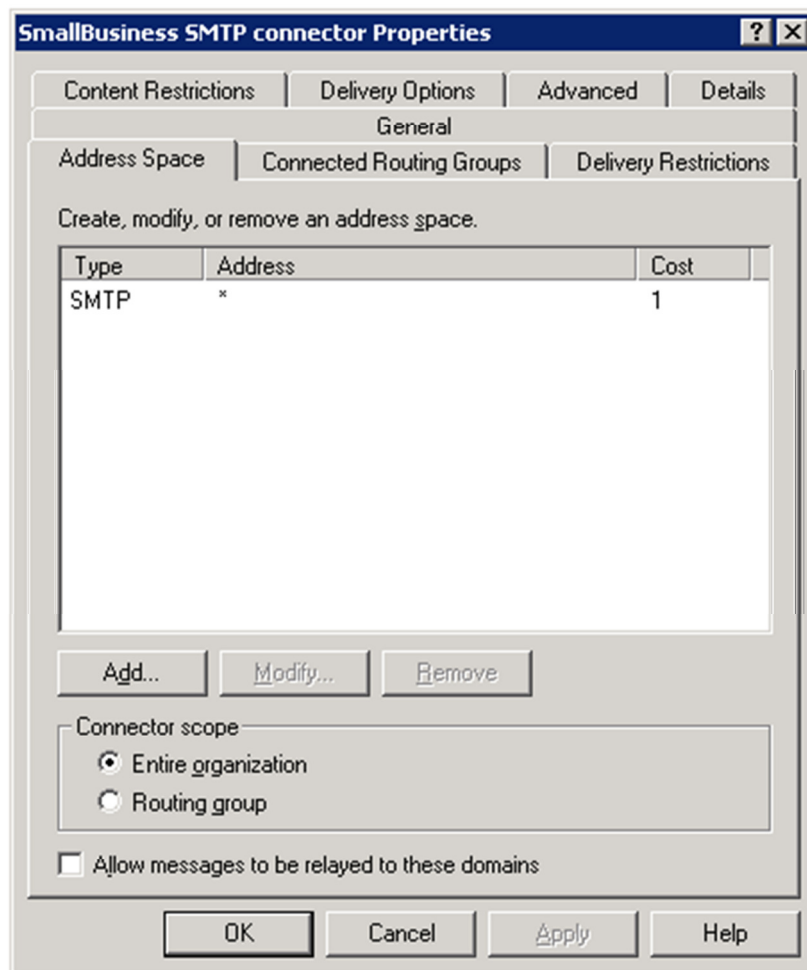 SmallBusiness SMTP connector Properties
Content Restrictions Delivery Options Advanced Details
General
Address Space Connected Routing Groups Delivery Restrictions
Create, modify, or remove an address space.
Type Address Cost
SMTP * 1
Add... Modify... Remove
Connector scope
Entire organization
Routing group
Allow messages to be relayed to these domains
OK Cancel Apply Help